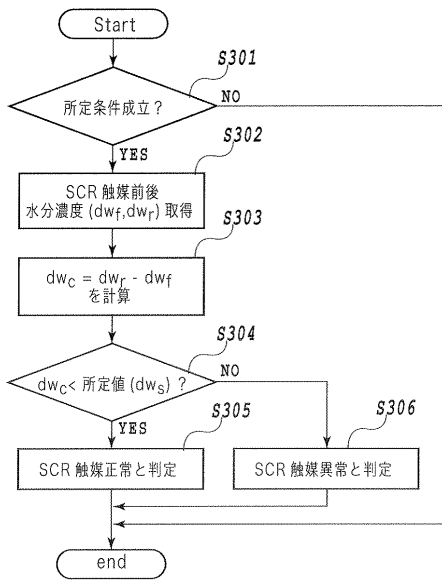 Start
S301
所定条件成立？
NO
YES
S302
SCR 触媒前後
水分濃度 (dwf,dwr) 取得
S303
dwc = dwr - dwf
を計算
S304
dwc< 所定値 (dws) ？
NO
YES
S305
SCR 触媒正常と判定
S306
SCR 触媒異常と判定
end